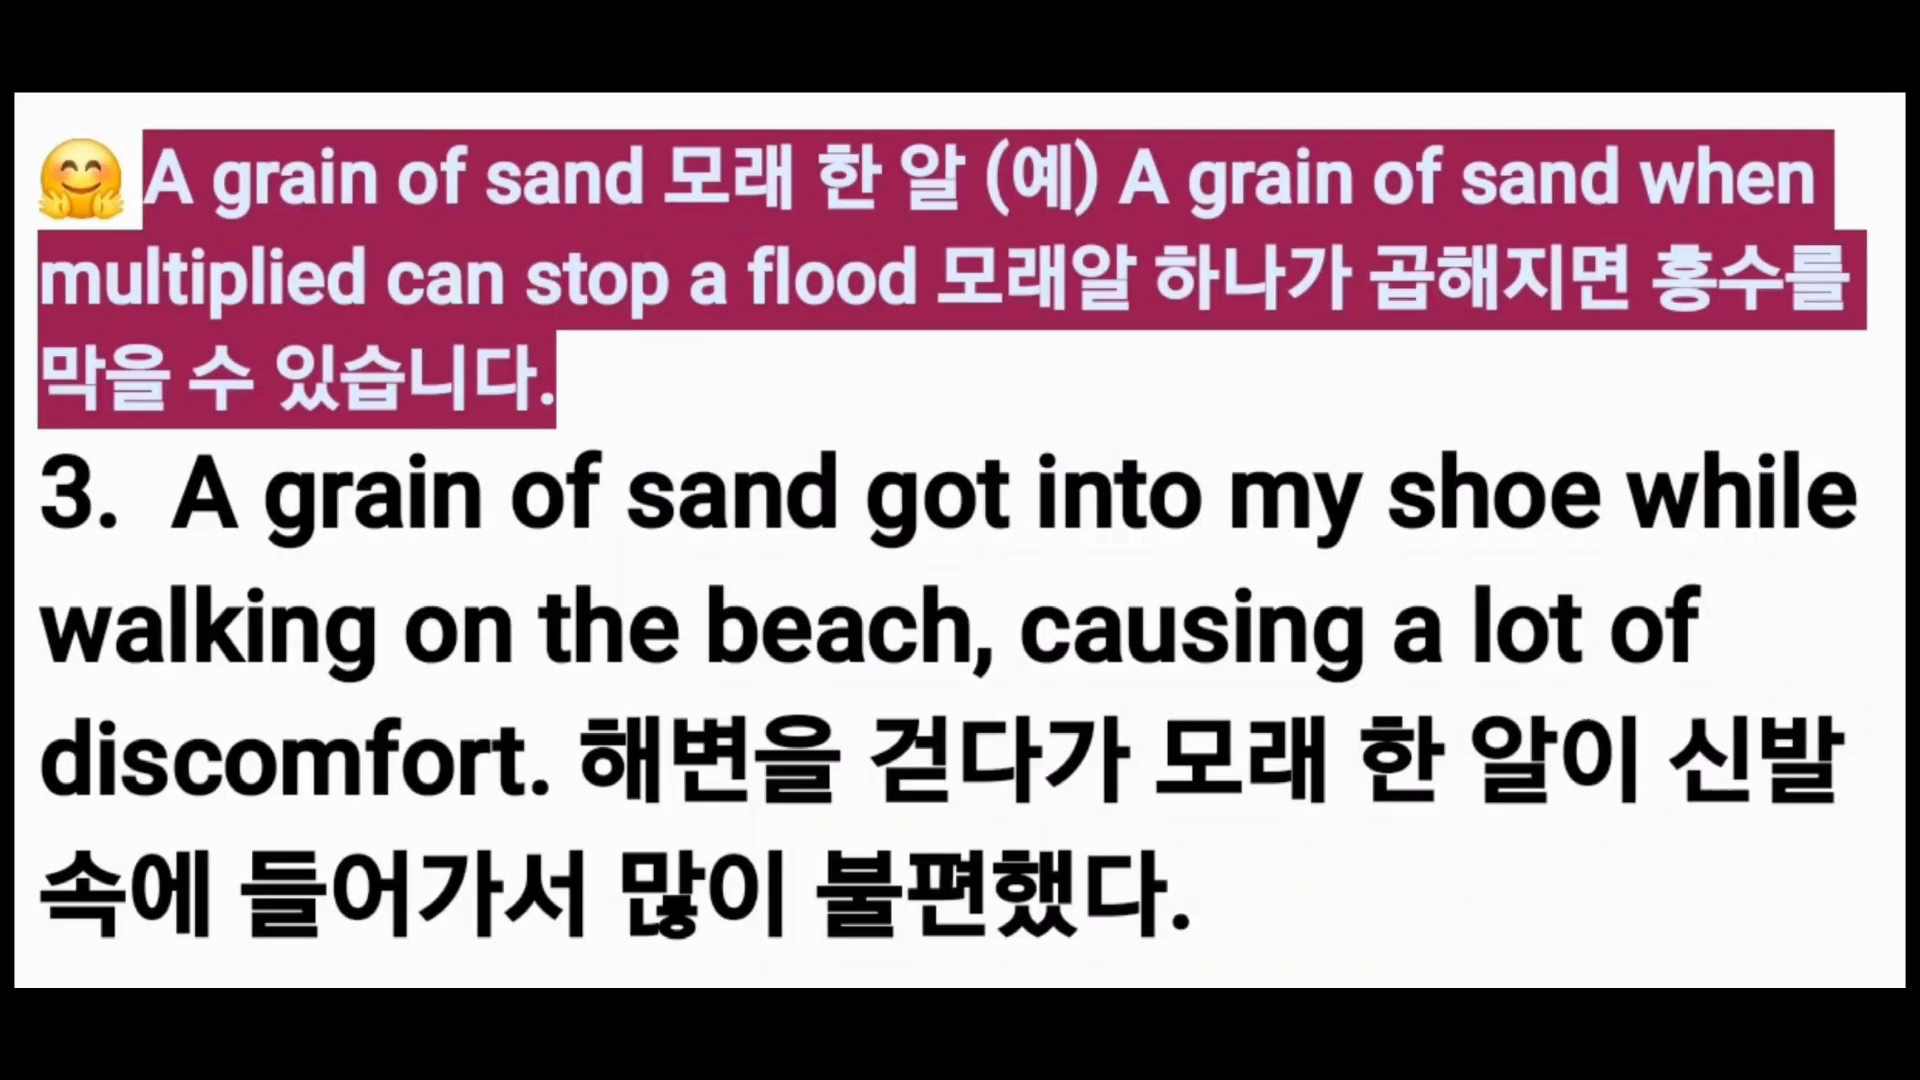 🤗 A grain of sand 모래 한 알 (예) A grain of sand when
multiplied can stop a flood 모래알 하나가 곱해지면 홍수를
막을 수 있습니다.
3. A grain of sand got into my shoe while
walking on the beach, causing a lot of
discomfort. 해변을 걷다가 모래 한 알이 신발
속에 들어가서 많이 불편했다.